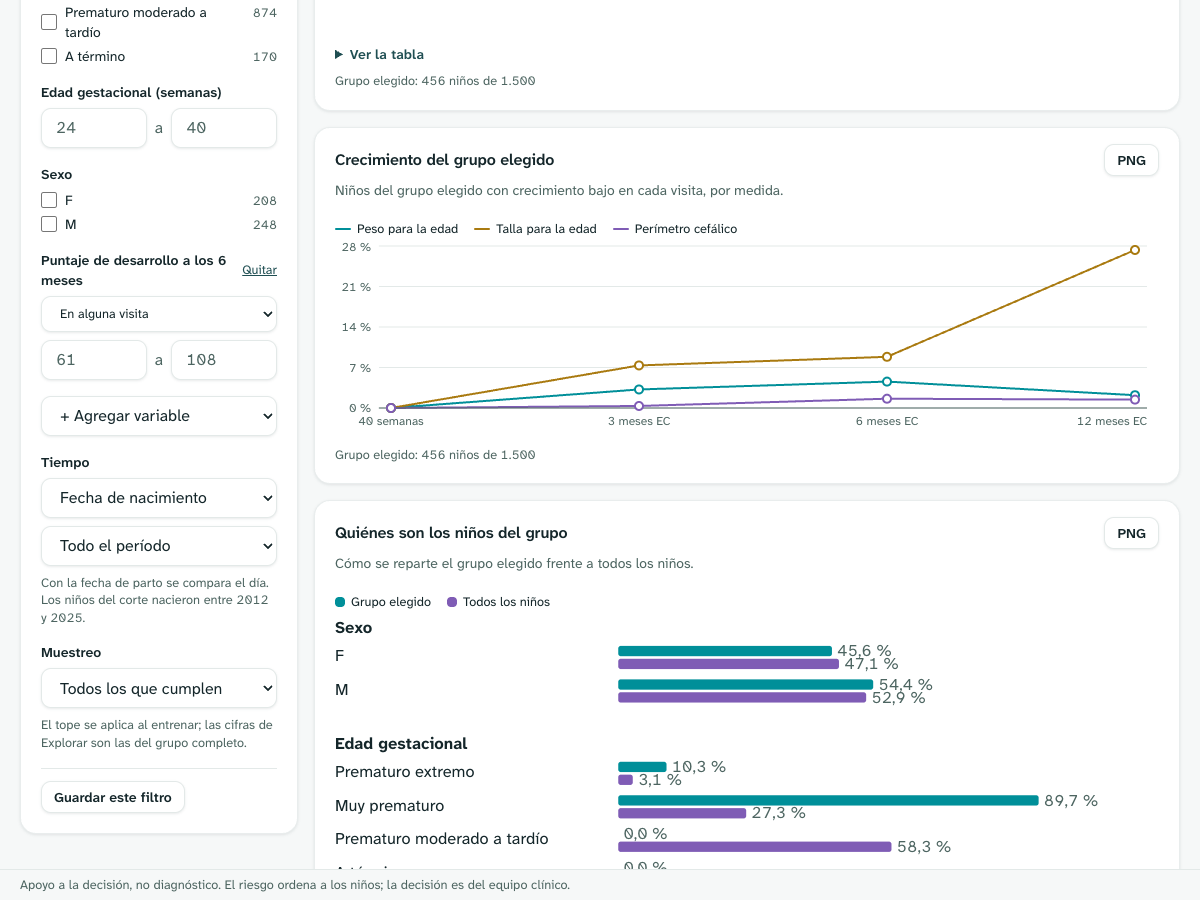 Prematuro moderado a
tardío
874
A término
170
Edad gestacional (semanas)
24
a
40
Sexo
F
208
M
248
Puntaje de desarrollo a los 6
meses
Quitar
En alguna visita
61
a
108
+ Agregar variable
Tiempo
Fecha de nacimiento
Todo el período
Con la fecha de parto se compara el día.
Los niños del corte nacieron entre 2012
y 2025.
Muestreo
Todos los que cumplen
El tope se aplica al entrenar; las cifras de
Explorar son las del grupo completo.
Guardar este filtro
Ver la tabla
Grupo elegido: 456 niños de 1.500
Crecimiento del grupo elegido
PNG
Niños del grupo elegido con crecimiento bajo en cada visita, por medida.
Peso para la edad
Talla para la edad
Perímetro cefálico
28 %
21 %
14 %
7 %
0 %
40 semanas
3 meses EC
6 meses EC
12 meses EC
Grupo elegido: 456 niños de 1.500
Quiénes son los niños del grupo
PNG
Cómo se reparte el grupo elegido frente a todos los niños.
Grupo elegido
Todos los niños
Sexo
F
45,6 %
47,1 %
M
54,4 %
52,9 %
Edad gestacional
Prematuro extremo
10,3 %
3,1 %
Muy prematuro
89,7 %
27,3 %
Prematuro moderado a tardío
0,0 %
58,3 %
0,0 %
Apoyo a la decisión, no diagnóstico. El riesgo ordena a los niños; la decisión es del equipo clínico.